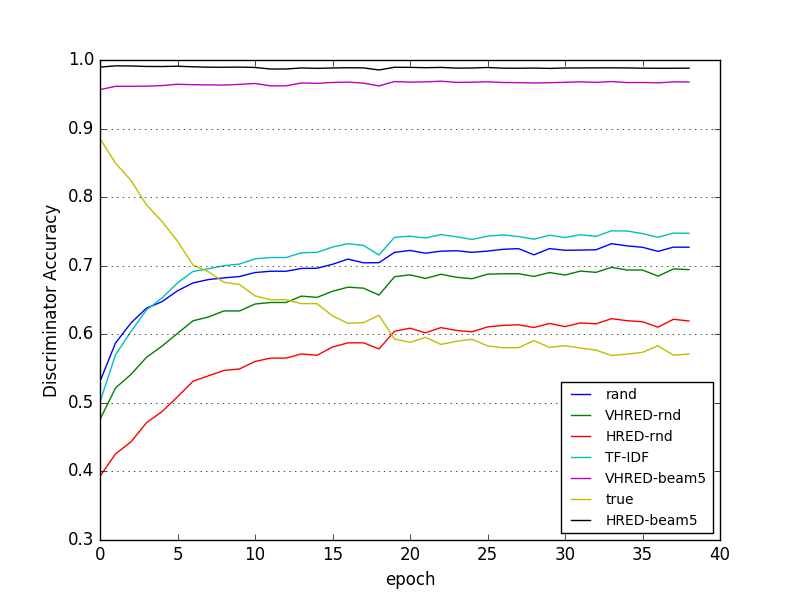 1.0
0.9
0.8
0.7
0.6
0.5
0.4
0.3
Discriminator Accuracy
0 5 10 15 20 25 30 35 40
epoch
rand
VHRED-rnd
HRED-rnd
TF-IDF
VHRED-beam5
true
HRED-beam5